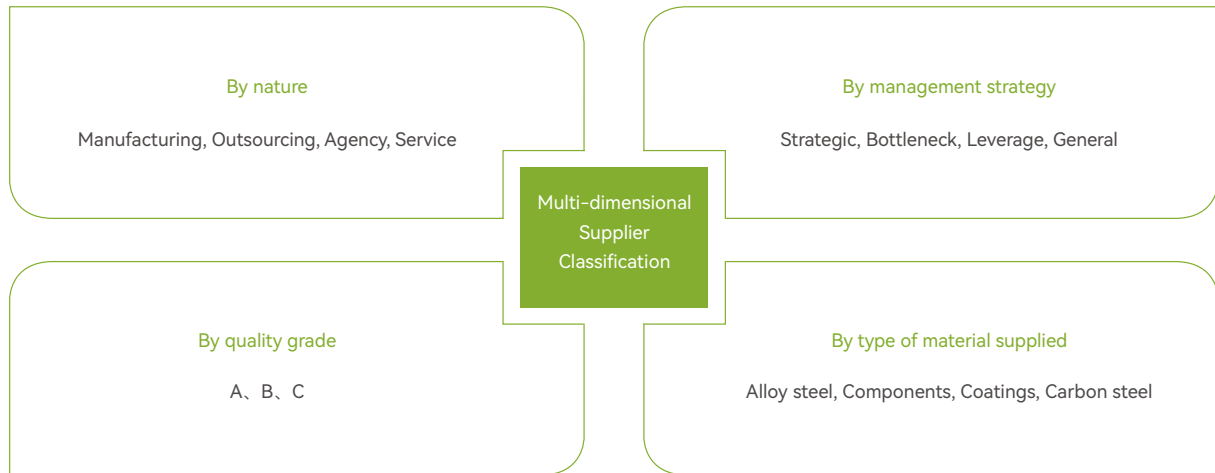 By nature
Manufacturing, Outsourcing, Agency, Service
By management strategy
Strategic, Bottleneck, Leverage, General
Multi-dimensional
Supplier
Classification
By quality grade
A、B、C
By type of material supplied
Alloy steel, Components, Coatings, Carbon steel